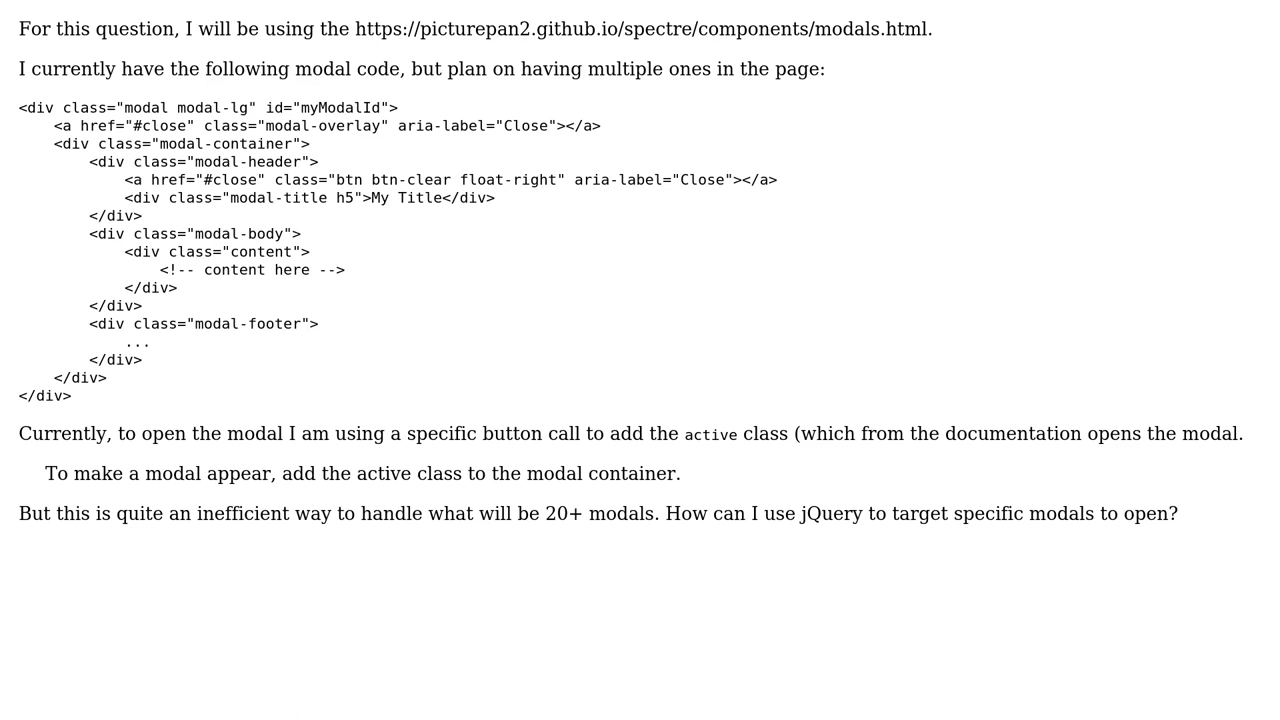 For this question, I will be using the https://picturepan2.github.io/spectre/components/modals.html.
I currently have the following modal code, but plan on having multiple ones in the page:
<div class="modal modal-lg" id="myModalId">
    <a href="#close" class="modal-overlay" aria-label="Close"></a>
    <div class="modal-container">
        <div class="modal-header">
            <a href="#close" class="btn btn-clear float-right" aria-label="Close"></a>
            <div class="modal-title h5">My Title</div>
        </div>
        <div class="modal-body">
            <div class="content">
                <!-- content here -->
            </div>
        </div>
        <div class="modal-footer">
            ...
        </div>
    </div>
</div>
Currently, to open the modal I am using a specific button call to add the active class (which from the documentation opens the modal.
To make a modal appear, add the active class to the modal container.
But this is quite an inefficient way to handle what will be 20+ modals. How can I use jQuery to target specific modals to open?